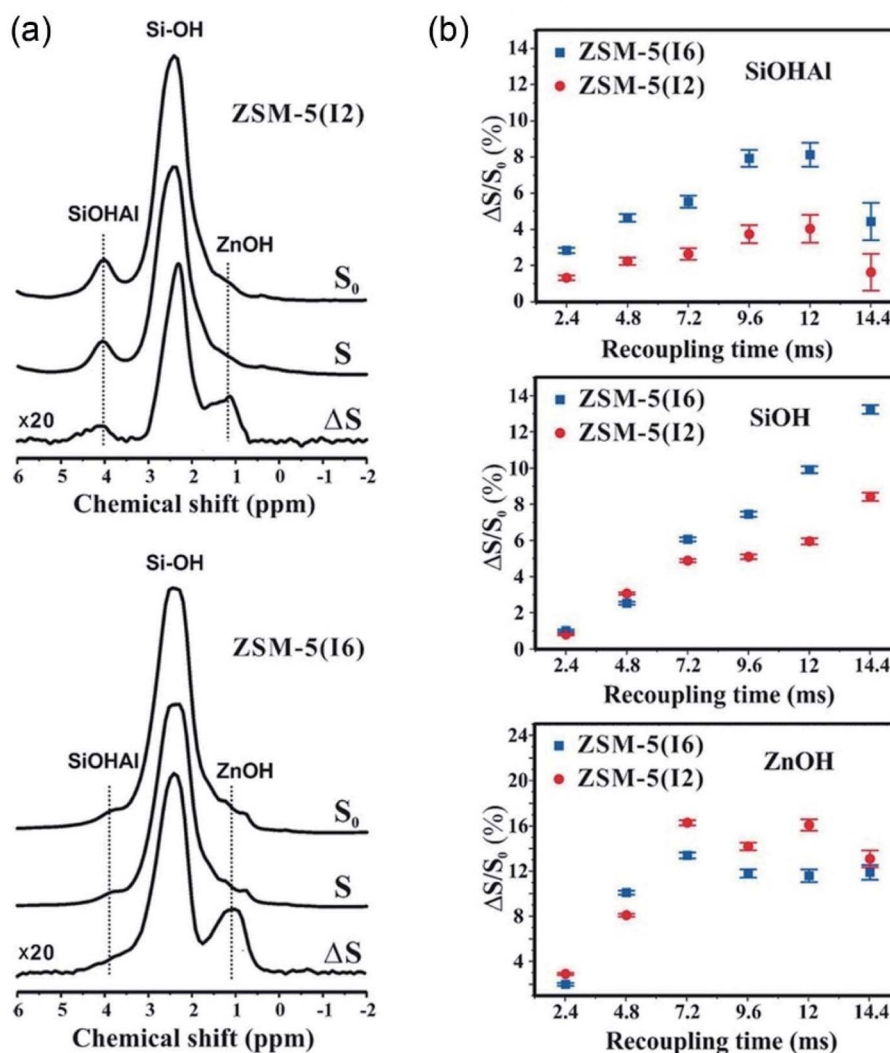 (a)
Si-OH
ZSM-5(I2)
SiOHAl
ZnOH
S₀
S
x20
ΔS
6 5 4 3 2 1 0 -1 -2
Chemical shift (ppm)
Si-OH
ZSM-5(I6)
SiOHAl
ZnOH
S₀
S
x20
ΔS
6 5 4 3 2 1 0 -1 -2
Chemical shift (ppm)
(b)
ZSM-5(I6)
ZSM-5(I2)
SiOHAl
ΔS/S₀ (%)
14
12
10
8
6
4
2
0
2.4 4.8 7.2 9.6 12 14.4
Recoupling time (ms)
ZSM-5(I6)
ZSM-5(I2)
SiOH
ΔS/S₀ (%)
14
12
10
8
6
4
2
0
2.4 4.8 7.2 9.6 12 14.4
Recoupling time (ms)
ZSM-5(I6)
ZSM-5(I2)
ZnOH
ΔS/S₀ (%)
24
20
16
12
8
4
2.4 4.8 7.2 9.6 12 14.4
Recoupling time (ms)